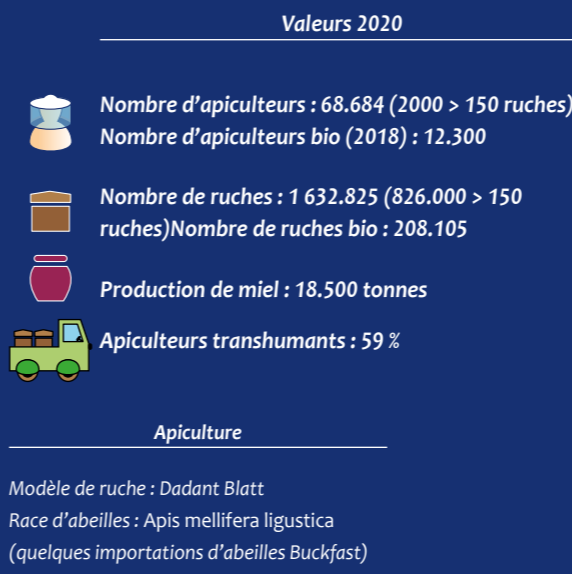 Valeurs 2020
Nombre d'apiculteurs : 68.684 (2000 > 150 ruches)
Nombre d'apiculteurs bio (2018) : 12.300
Nombre de ruches : 1 632.825 (826.000 > 150
ruches)Nombre de ruches bio : 208.105
Production de miel : 18.500 tonnes
Apiculteurs transhumants : 59 %
Apiculture
Modèle de ruche : Dadant Blatt
Race d'abeilles : Apis mellifera ligustica
(quelques importations d'abeilles Buckfast)